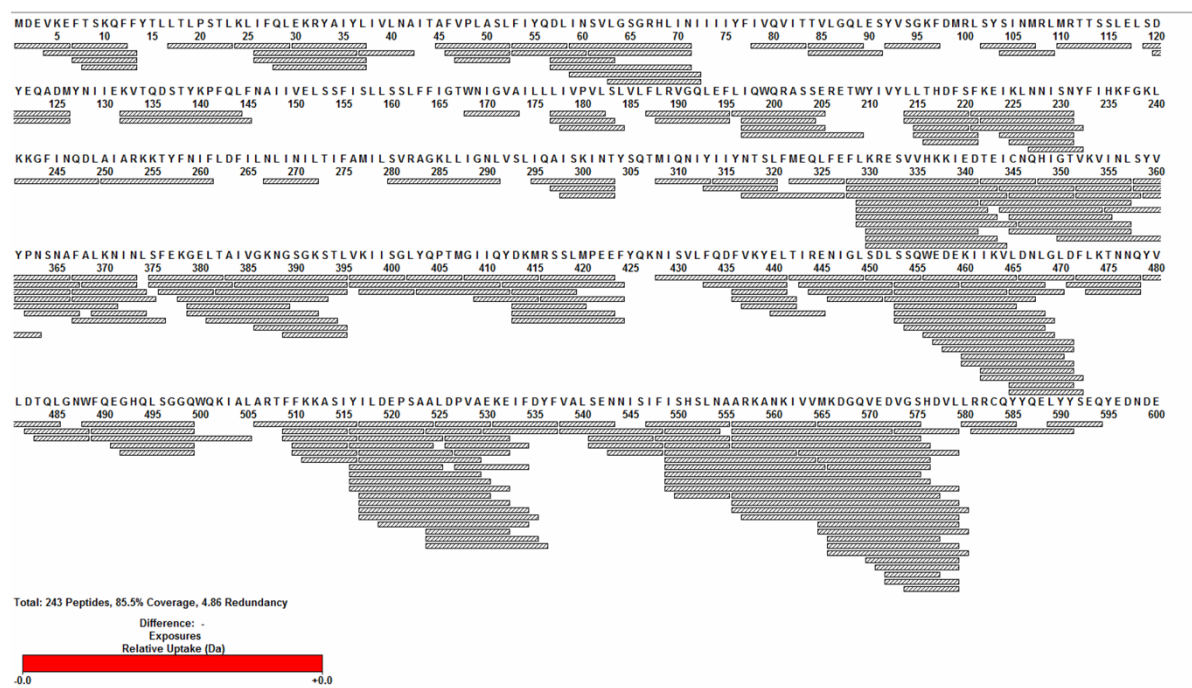 MDEVKEFTSKQFFYTLLTLPSTLKLIFQLEKRYAIYLIVLNAITAFVPLASLFIYQDLINSVLGSGRHLINIIIIYFIVQVITTVLGQLESYVSGKFDMRLSYSINMRLMRTTSSLELSD
5 10 15 20 25 30 35 40 45 50 55 60 65 70 75 80 85 90 95 100 105 110 115 120
YEQADMYNIIEKVTQDSTYKPFQLFNAIIVELSSFISLLSSLFFIGTWNIGVAILLLIVPVLSLVLFLRVGQLEFLIQWQRASSERETWYIVYLLTHDFSFKEIKLNNISNYFIHKFGKL
125 130 135 140 145 150 155 160 165 170 175 180 185 190 195 200 205 210 215 220 225 230 235 240
KKGFINQDLAIARKKTYFNIFLDFILNLINILTIFAMILSVRAGKLLIGNLVSLIQAISKINTYSQTMIQNIYIIYNTSLFMEQLFEFLKRESVVHKKIEDTEICNQHIGTVKVINLSYV
245 250 255 260 265 270 275 280 285 290 295 300 305 310 315 320 325 330 335 340 345 350 355 360
YPNSNAFALKNINLSFEKGELTAIVGKNGSGKSTLVKIISGLYQPTMGIIQYDKMRSSLMPEEFYQKNISVLFQDFVKYELTIRENIGLSDLSSQWEDEKIIKVLDNLGLDFLKTNNQYV
365 370 375 380 385 390 395 400 405 410 415 420 425 430 435 440 445 450 455 460 465 470 475 480
LDTQLGNWFQEGHQLSGGQWQKIALARTFFKKASIYILDEPSAALDPVAEKEIFDYFVALSENNISIFISHSLNAARKANKIVVMKDGQVEDVGSHDVLLRRCQYYQELYYSEQYEDNDE
485 490 495 500 505 510 515 520 525 530 535 540 545 550 555 560 565 570 575 580 585 590 595 600
Total: 243 Peptides, 85.5% Coverage, 4.86 Redundancy
Difference: -
Exposures
Relative Uptake (Da)
-0.0 +0.0